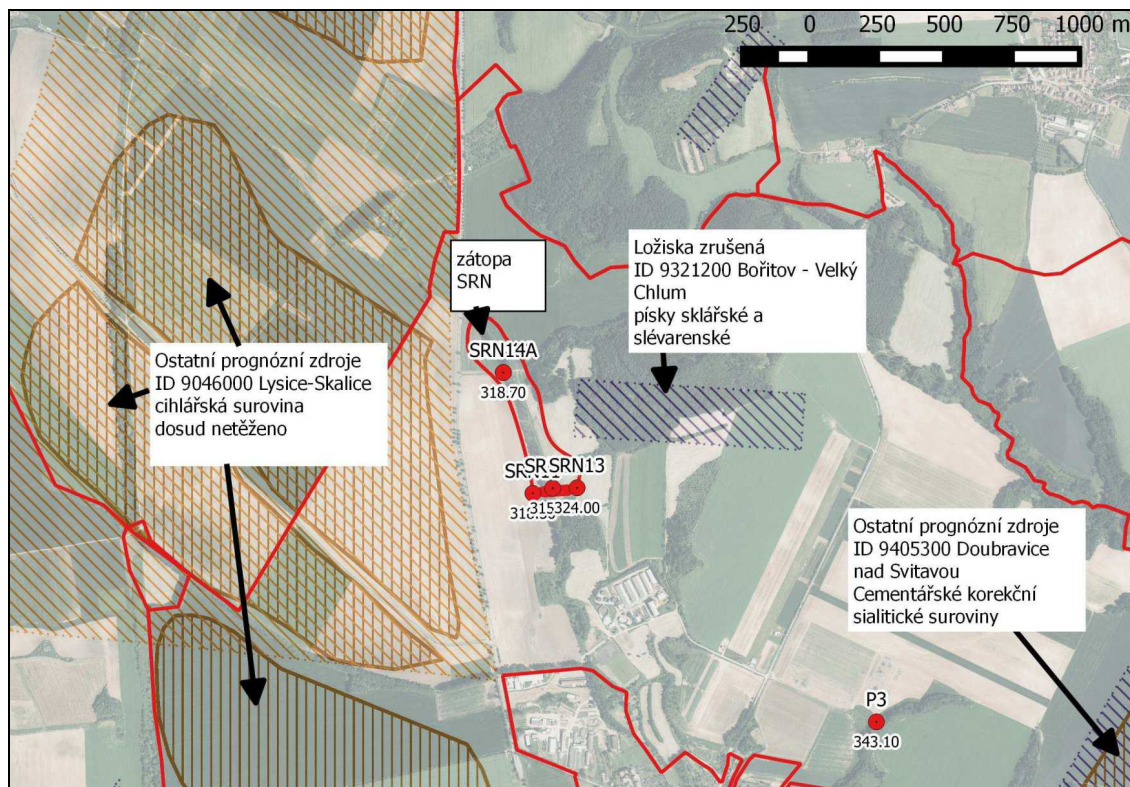 250 0 250 500 750 1000 m
zátopa
SRN
Ložiska zrušená
ID 9321200 Bořitov - Velký
Chlum
písky sklářské a
slévarenské
Ostatní prognózní zdroje
ID 9046000 Lysice-Skalice
cihlářská surovina
dosud netěženo
SRN14A
318.70
SRN13
324.00
Ostatní prognózní zdroje
ID 9405300 Doubravice
nad Svitavou
Cementářské korekční
sialitické suroviny
P3
343.10